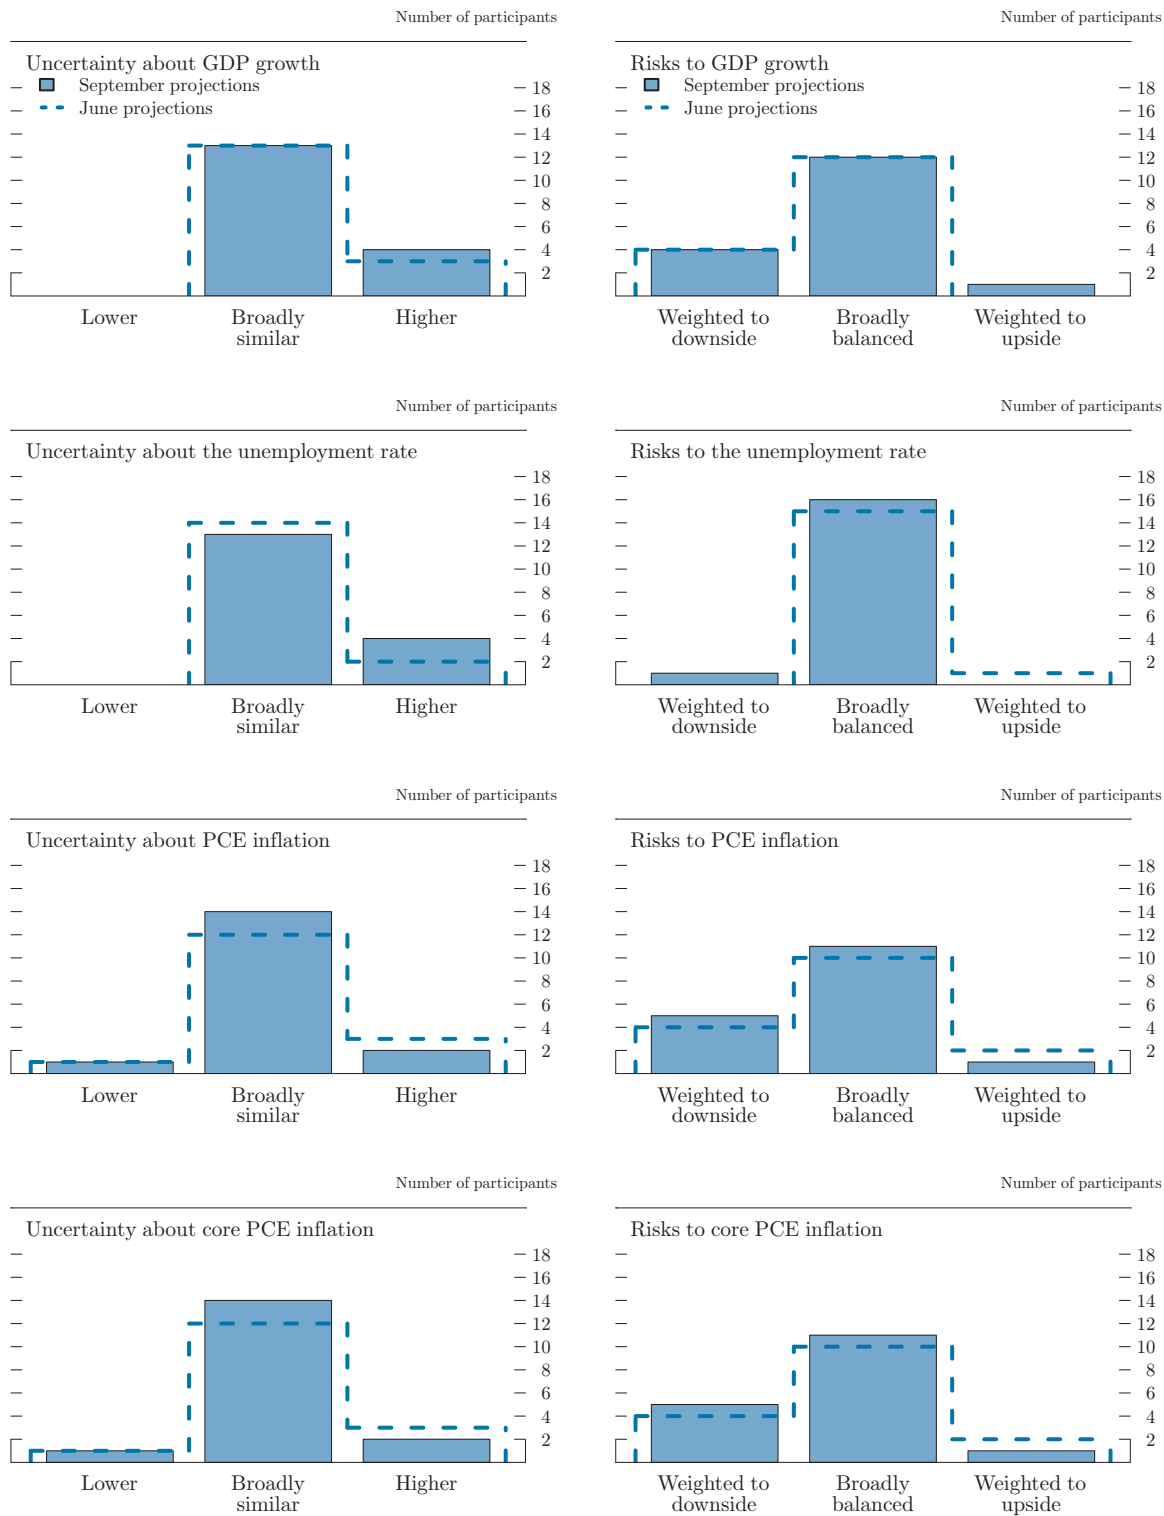 Number of participants
Uncertainty about GDP growth
September projections
June projections
18
16
14
12
10
8
6
4
2
Lower
Broadly
similar
Higher
Number of participants
Risks to GDP growth
September projections
June projections
18
16
14
12
10
8
6
4
2
Weighted to
downside
Broadly
balanced
Weighted to
upside
Number of participants
Uncertainty about the unemployment rate
18
16
14
12
10
8
6
4
2
Lower
Broadly
similar
Higher
Number of participants
Risks to the unemployment rate
18
16
14
12
10
8
6
4
2
Weighted to
downside
Broadly
balanced
Weighted to
upside
Number of participants
Uncertainty about PCE inflation
18
16
14
12
10
8
6
4
2
Lower
Broadly
similar
Higher
Number of participants
Risks to PCE inflation
18
16
14
12
10
8
6
4
2
Weighted to
downside
Broadly
balanced
Weighted to
upside
Number of participants
Uncertainty about core PCE inflation
18
16
14
12
10
8
6
4
2
Lower
Broadly
similar
Higher
Number of participants
Risks to core PCE inflation
18
16
14
12
10
8
6
4
2
Weighted to
downside
Broadly
balanced
Weighted to
upside